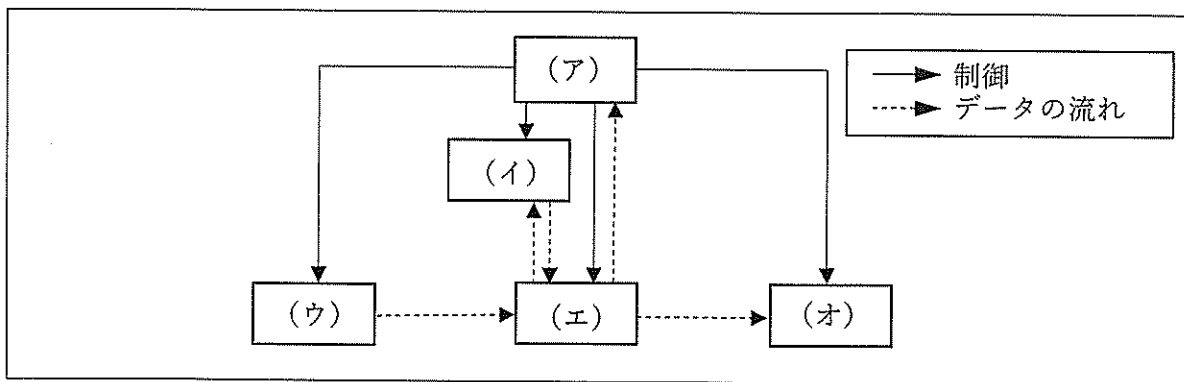 （ア）
制御
データの流れ
（イ）
（ウ）
（エ）
（オ）